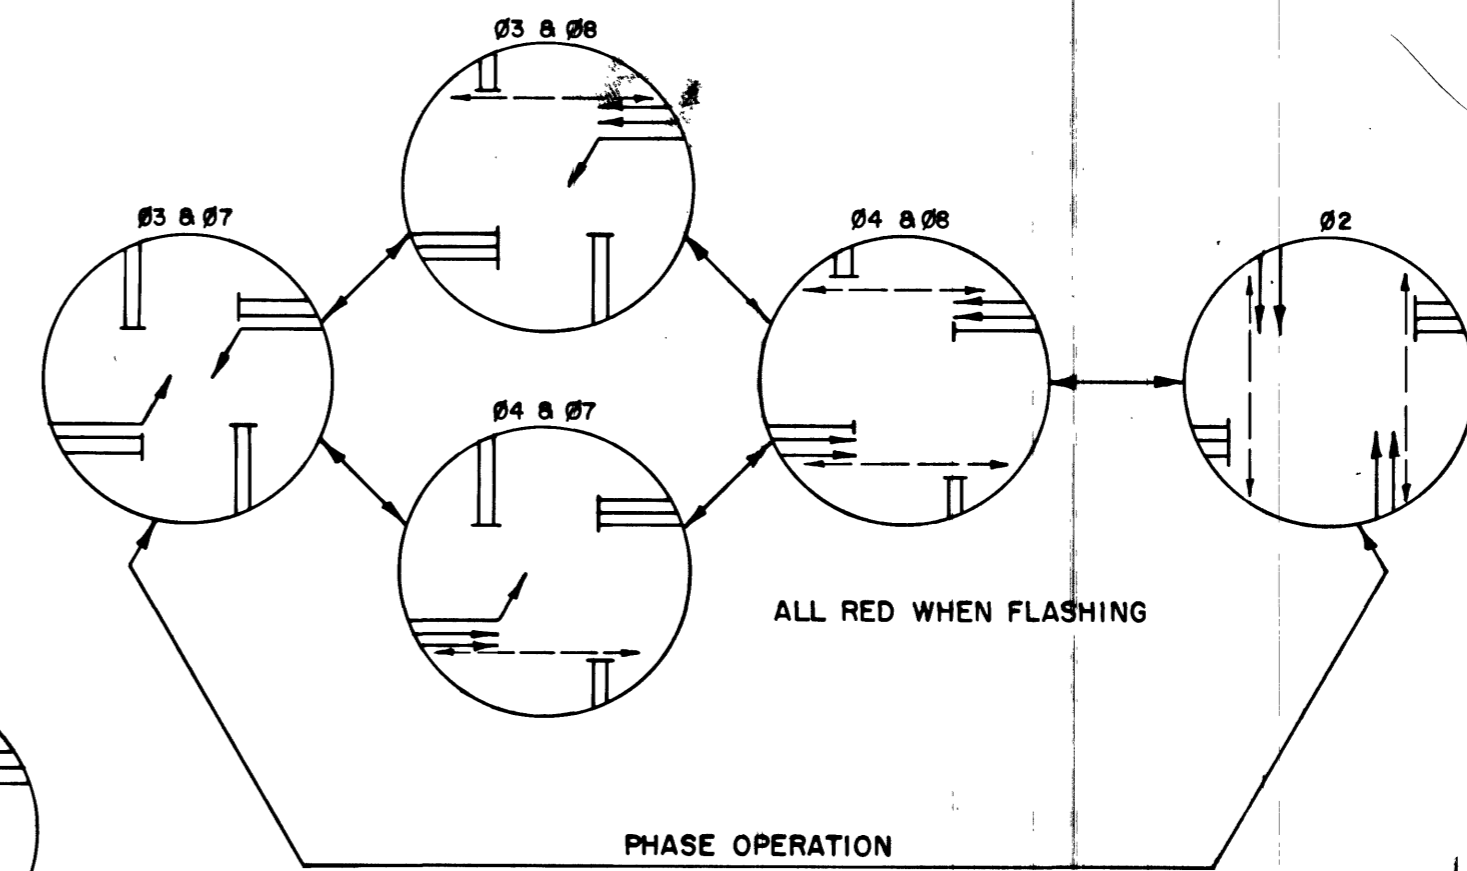 Ø3 & Ø8
Ø3 & Ø7
Ø4 & Ø8
Ø2
Ø4 & Ø7
ALL RED WHEN FLASHING
PHASE OPERATION